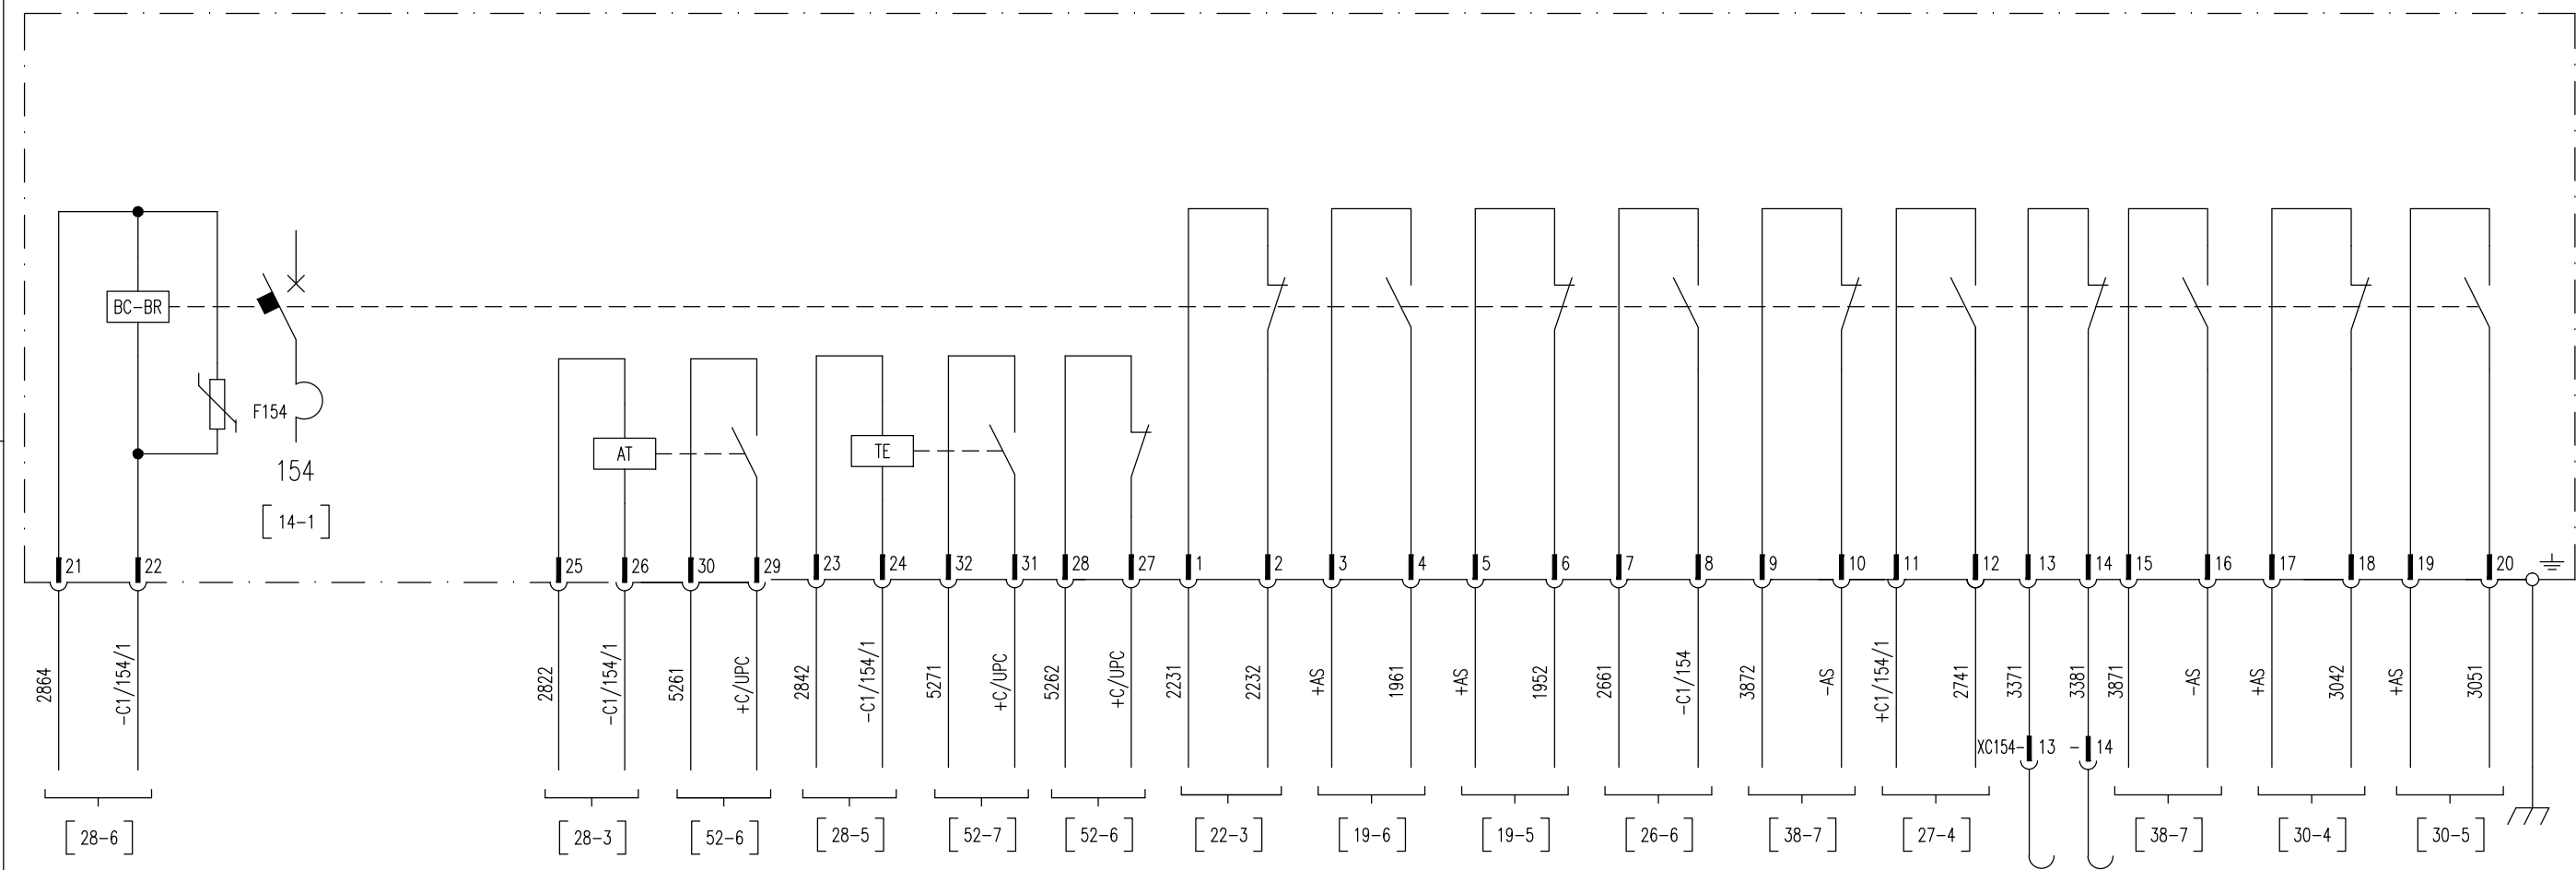 BC-BR
F154
154
14-1
AT
TE
21 22 25 26 30 29 23 24 32 31 28 27 1 2 3 4 5 6 7 8 9 10 11 12 13 14 15 16 17 18 19 20
2864 -C1/154/1 2822 -C1/154/1 5261 +C/UPC 2842 -C1/154/1 5271 +C/UPC 5262 +C/UPC 2231 2232 +AS 1961 +AS 1952 2661 -C1/154 3872 -AS +C1/154/1 2741 3371 3381 3871 -AS +AS 3042 +AS 3051
XC154- 13 - 14
28-6 28-3 52-6 28-5 52-7 52-6 22-3 19-6 19-5 26-6 38-7 27-4 38-7 30-4 30-5